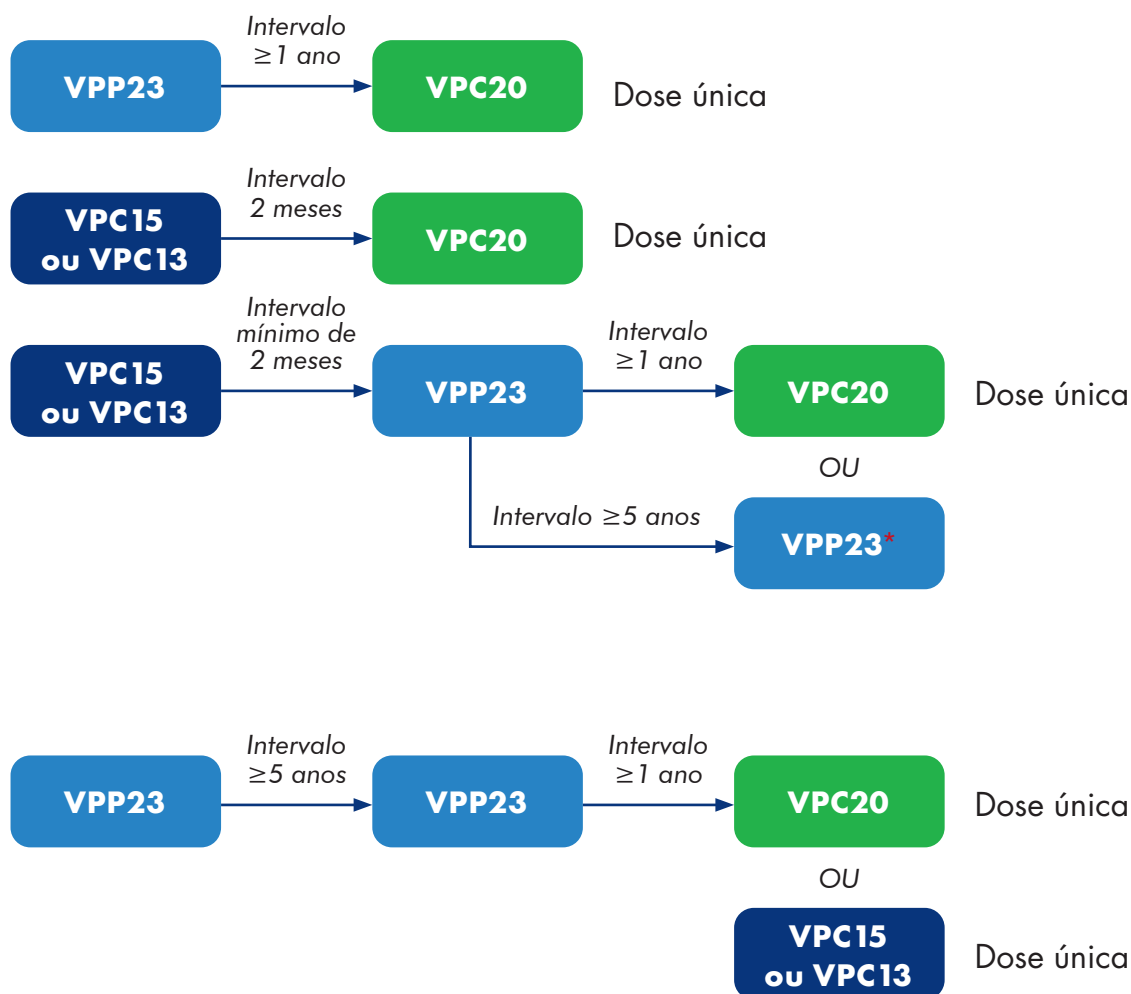 Intervalo
≥1 ano
VPP23
VPC20
Dose única
Intervalo
2 meses
VPC15
ou VPC13
VPC20
Dose única
Intervalo
mínimo de
2 meses
Intervalo
≥1 ano
VPC15
ou VPC13
VPP23
VPC20
Dose única
OU
Intervalo ≥5 anos
VPP23*
Intervalo
≥5 anos
Intervalo
≥1 ano
VPP23
VPP23
VPC20
Dose única
OU
VPC15
ou VPC13
Dose única